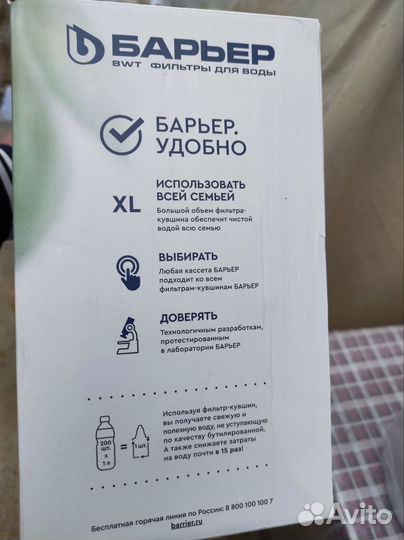 БАРЬЕР
BWT ФИЛЬТРЫ ДЛЯ ВОДЫ
БАРЬЕР.
УДОБНО
XL
ИСПОЛЬЗОВАТЬ
ВСЕЙ СЕМЬЕЙ
Большой объем фильтра-
кувшина обеспечит чистой
водой всю семью
ВЫБИРАТЬ
Любая кассета БАРЬЕР
подходит ко всем
фильтрам-кувшинам БАРЬЕР
ДОВЕРЯТЬ
Технологичным разработкам,
протестированным
в лаборатории БАРЬЕР
200
шт.
x
1 л
=
1 шт.
Используя фильтр-кувшин,
вы получаете свежую и
полезную воду, не уступающую
по качеству бутилированной.
А также снижаете затраты
на воду почти в 15 раз!
Бесплатная горячая линия по России: 8 800 100 100 7
barrier.ru
Avito